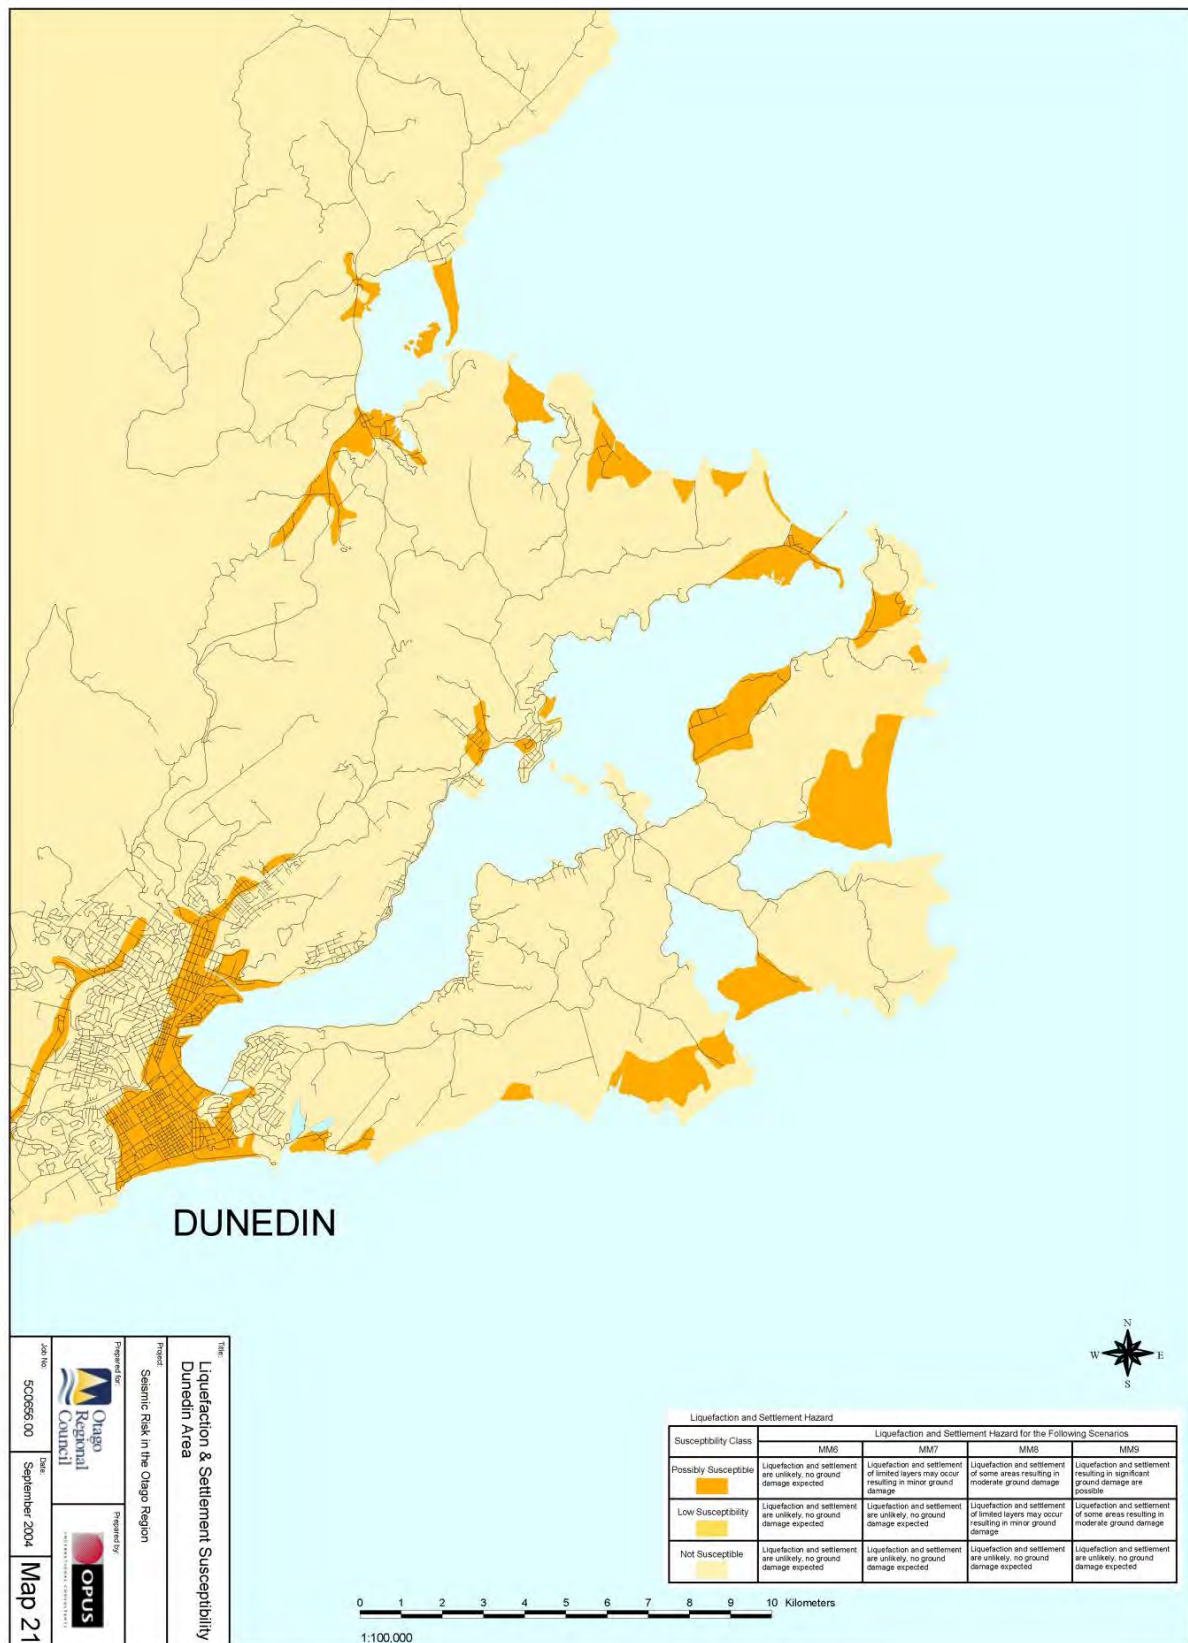 DUNEDIN
Title:
Liquefaction & Settlement Susceptibility
Dunedin Area
Project:
Seismic Risk in the Otago Region
Prepared for:
Otago
Regional
Council
Prepared by:
OPUS
INTERNATIONAL CONSULTANTS
Job No:
5C0656.00
Date:
September 2004
Map 21
N
W E
S
Liquefaction and Settlement Hazard
Susceptibility Class
Liquefaction and Settlement Hazard for the Following Scenarios
MM6 MM7 MM8 MM9
Possibly Susceptible
Liquefaction and settlement
are unlikely, no ground
damage expected
Liquefaction and settlement
of limited layers may occur
resulting in minor ground
damage
Liquefaction and settlement
of some areas resulting in
moderate ground damage
Liquefaction and settlement
resulting in significant
ground damage are
possible
Low Susceptibility
Liquefaction and settlement
are unlikely, no ground
damage expected
Liquefaction and settlement
are unlikely, no ground
damage expected
Liquefaction and settlement
of limited layers may occur
resulting in minor ground
damage
Liquefaction and settlement
of some areas resulting in
moderate ground damage
Not Susceptible
Liquefaction and settlement
are unlikely, no ground
damage expected
Liquefaction and settlement
are unlikely, no ground
damage expected
Liquefaction and settlement
are unlikely, no ground
damage expected
Liquefaction and settlement
are unlikely, no ground
damage expected
0 1 2 3 4 5 6 7 8 9 10 Kilometers
1:100,000